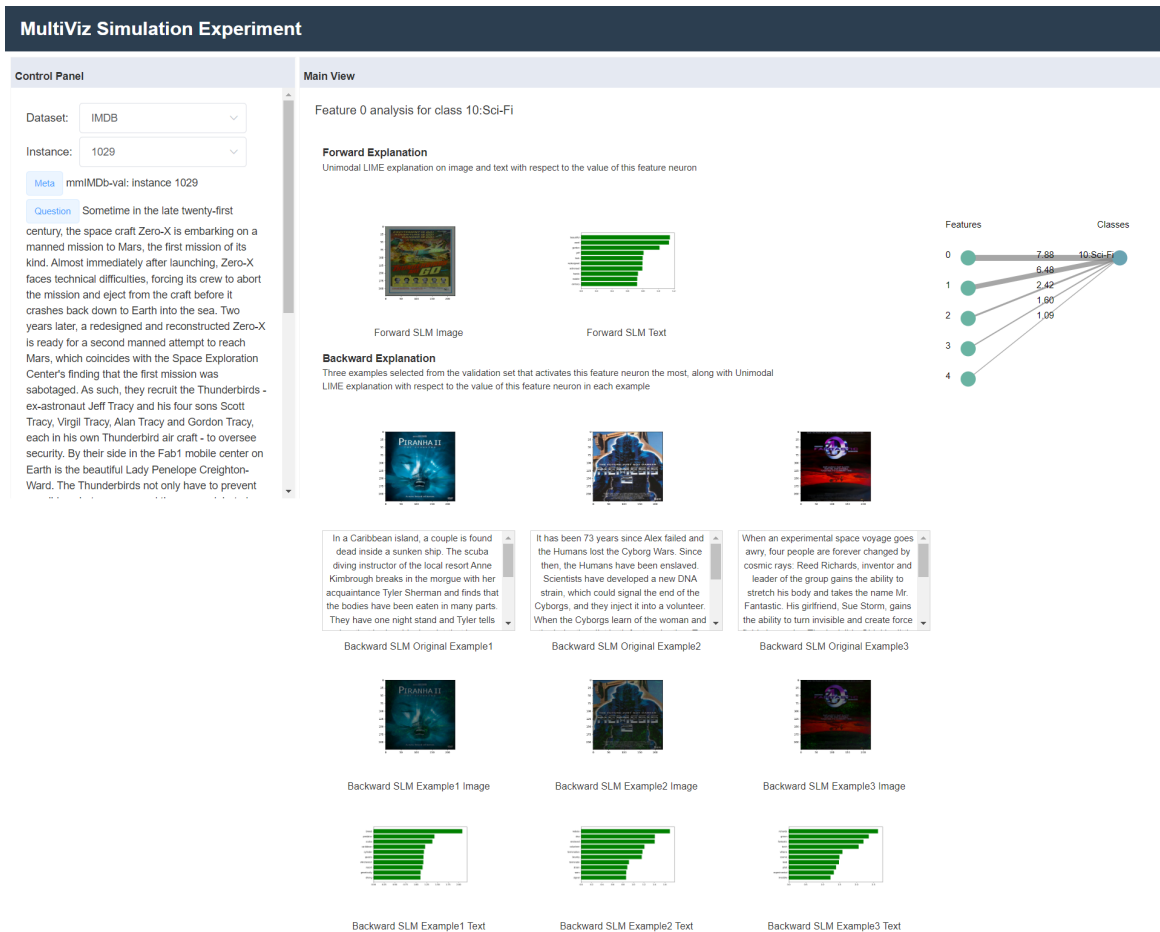 MultiViz Simulation Experiment
Control Panel
Main View
Dataset: IMDB
Instance: 1029
Meta mmIMDb-val: instance 1029
Question Sometime in the late twenty-first
century, the space craft Zero-X is embarking on a
manned mission to Mars, the first mission of its
kind. Almost immediately after launching, Zero-X
faces technical difficulties, forcing its crew to abort
the mission and eject from the craft before it
crashes back down to Earth into the sea. Two
years later, a redesigned and reconstructed Zero-X
is ready for a second manned attempt to reach
Mars, which coincides with the Space Exploration
Center's finding that the first mission was
sabotaged. As such, they recruit the Thunderbirds -
ex-astronaut Jeff Tracy and his four sons Scott
Tracy, Virgil Tracy, Alan Tracy and Gordon Tracy,
each in his own Thunderbird air craft - to oversee
security. By their side in the Fab1 mobile center on
Earth is the beautiful Lady Penelope Creighton-
Ward. The Thunderbirds not only have to prevent
Feature 0 analysis for class 10:Sci-Fi
Forward Explanation
Unimodal LIME explanation on image and text with respect to the value of this feature neuron
GO
Forward SLM Image
Forward SLM Text
Backward Explanation
Three examples selected from the validation set that activates this feature neuron the most, along with Unimodal
LIME explanation with respect to the value of this feature neuron in each example
PIRANHA II
NEMESIS
In a Caribbean island, a couple is found
dead inside a sunken ship. The scuba
diving instructor of the local resort Anne
Kimbrough breaks in the morgue with her
acquaintance Tyler Sherman and finds that
the bodies have been eaten in many parts.
They have one night stand and Tyler tells
It has been 73 years since Alex failed and
the Humans lost the Cyborg Wars. Since
then, the Humans have been enslaved.
Scientists have developed a new DNA
strain, which could signal the end of the
Cyborgs, and they inject it into a volunteer.
When the Cyborgs learn of the woman and
When an experimental space voyage goes
awry, four people are forever changed by
cosmic rays: Reed Richards, inventor and
leader of the group gains the ability to
stretch his body and takes the name Mr.
Fantastic. His girlfriend, Sue Storm, gains
the ability to turn invisible and create force
Backward SLM Original Example1
Backward SLM Original Example2
Backward SLM Original Example3
PIRANHA II
Backward SLM Example1 Image
Backward SLM Example2 Image
Backward SLM Example3 Image
Backward SLM Example1 Text
Backward SLM Example2 Text
Backward SLM Example3 Text
Features
Classes
0
7.88
10:Sci-Fi
6.48
1
2.42
1.60
2
1.09
3
4